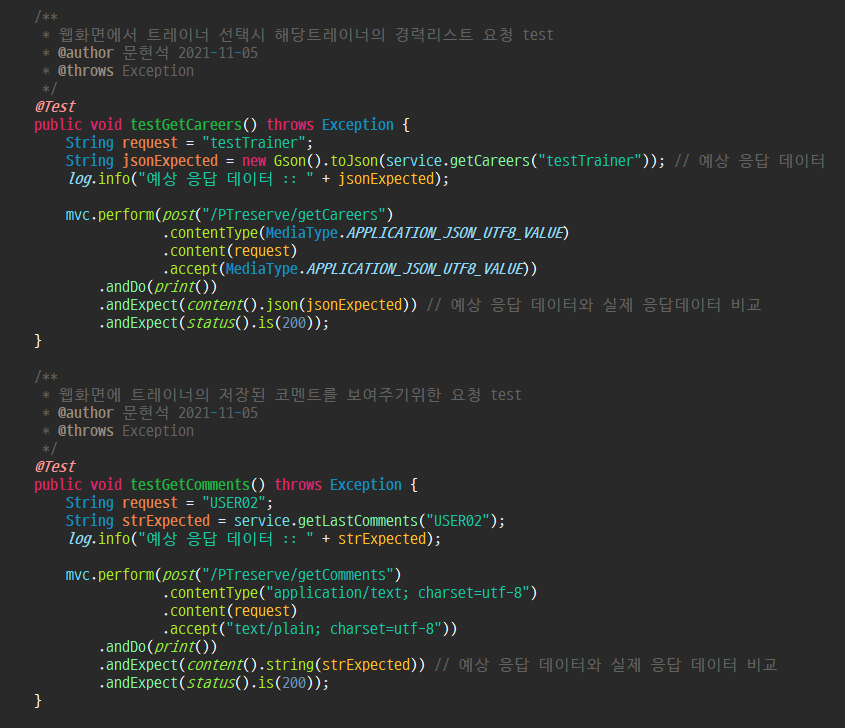 /**
 * 웹화면에서 트레이너 선택시 해당트레이너의 경력리스트 요청 test
 * @author 문현석 2021-11-05
 * @throws Exception
 */
@Test
public void testGetCareers() throws Exception {
    String request = "testTrainer";
    String jsonExpected = new Gson().toJson(service.getCareers("testTrainer")); // 예상 응답 데이터
    log.info("예상 응답 데이터 :: " + jsonExpected);

    mvc.perform(post("/PTreserve/getCareers")
                .contentType(MediaType.APPLICATION_JSON_UTF8_VALUE)
                .content(request)
                .accept(MediaType.APPLICATION_JSON_UTF8_VALUE))
        .andDo(print())
        .andExpect(content().json(jsonExpected)) // 예상 응답 데이터와 실제 응답데이터 비교
        .andExpect(status().is(200));
}

/**
 * 웹화면에 트레이너의 저장된 코멘트를 보여주기위한 요청 test
 * @author 문현석 2021-11-05
 * @throws Exception
 */
@Test
public void testGetComments() throws Exception {
    String request = "USER02";
    String strExpected = service.getLastComments("USER02");
    log.info("예상 응답 데이터 :: " + strExpected);

    mvc.perform(post("/PTreserve/getComments")
                .contentType("application/text; charset=utf-8")
                .content(request)
                .accept("text/plain; charset=utf-8"))
        .andDo(print())
        .andExpect(content().string(strExpected)) // 예상 응답 데이터와 실제 응답 데이터 비교
        .andExpect(status().is(200));
}